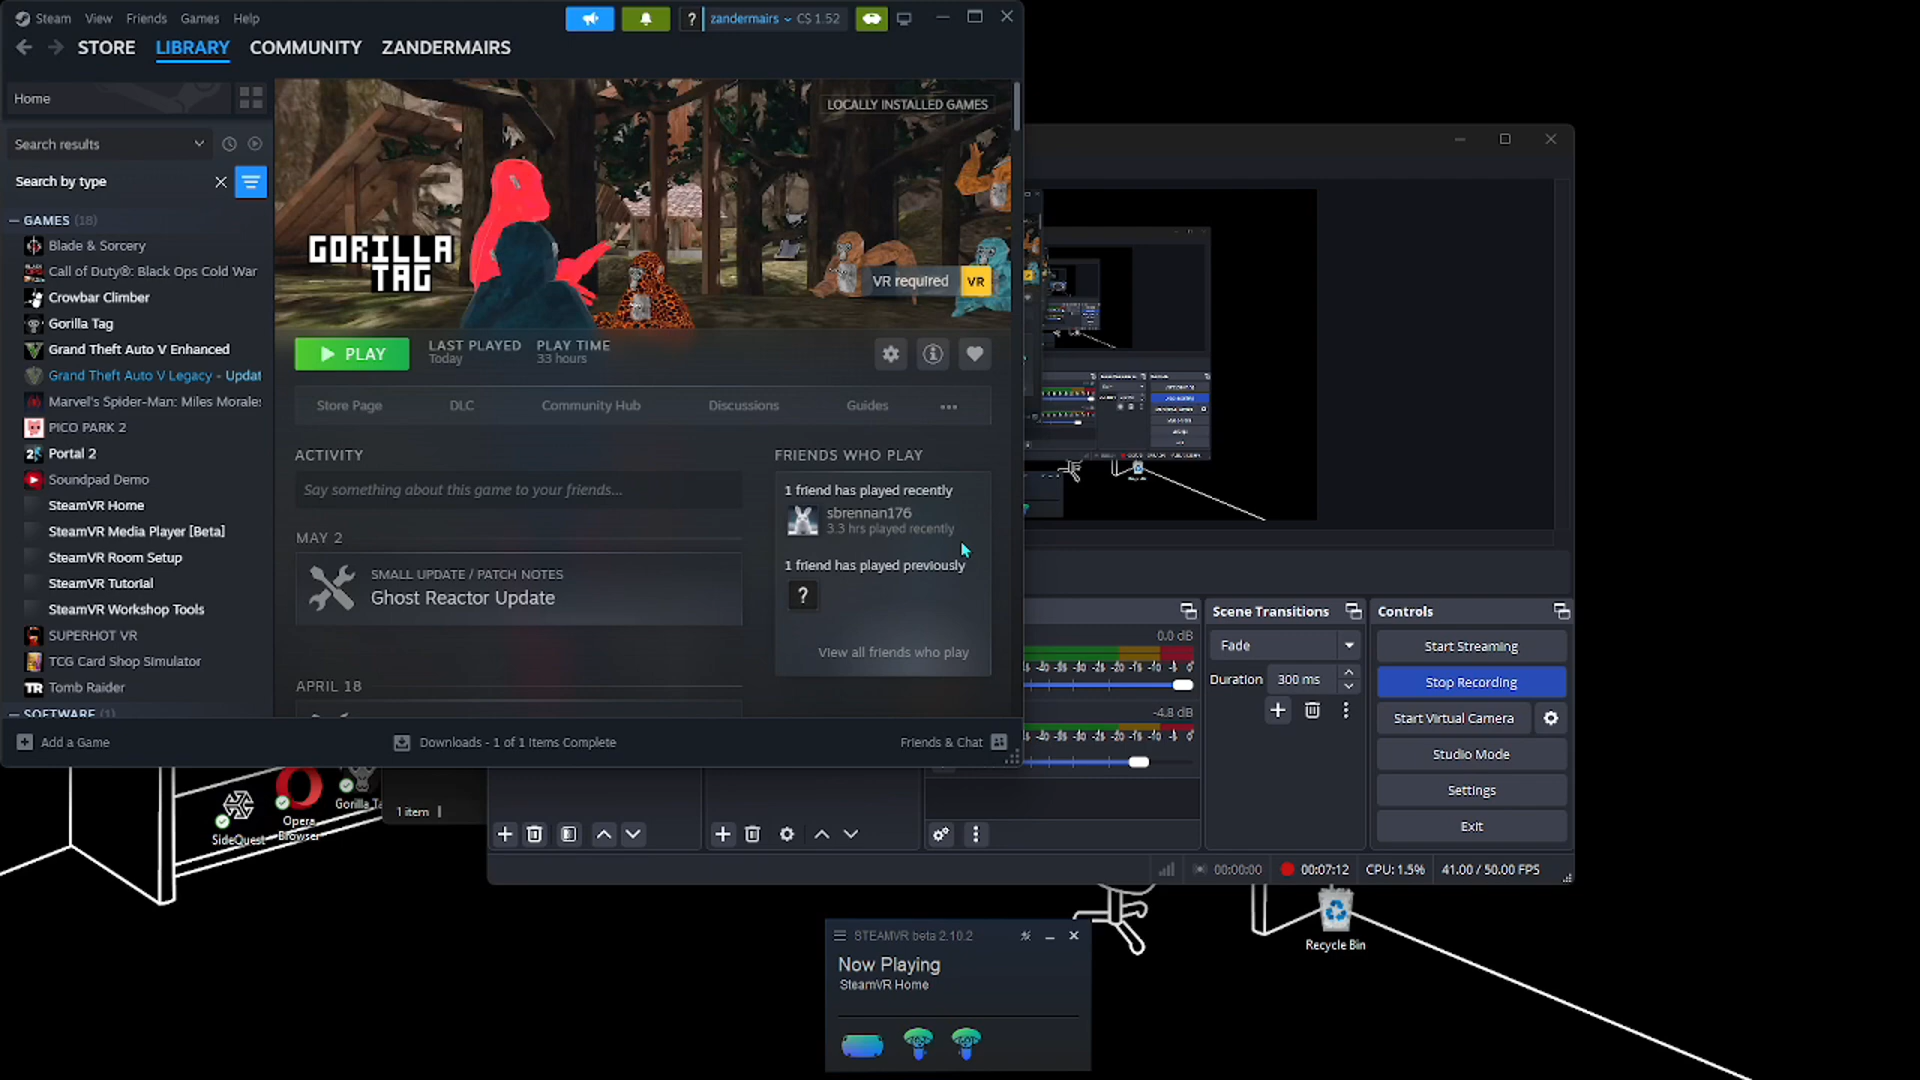 Steam View Friends Games Help
? zandermairs C$ 1.52
STORE LIBRARY COMMUNITY ZANDERMAIRS
Home
Search results
Search by type
GAMES (18)
Blade & Sorcery
Call of Duty®: Black Ops Cold War
Crowbar Climber
Gorilla Tag
Grand Theft Auto V Enhanced
Grand Theft Auto V Legacy - Updat
Marvel's Spider-Man: Miles Morales
PICO PARK 2
Portal 2
Soundpad Demo
SteamVR Home
SteamVR Media Player [Beta]
SteamVR Room Setup
SteamVR Tutorial
SteamVR Workshop Tools
SUPERHOT VR
TCG Card Shop Simulator
Tomb Raider
SOFTWARE (1)
Add a Game
LOCALLY INSTALLED GAMES
GORILLA
TAG
VR required VR
PLAY
LAST PLAYED
Today
PLAY TIME
33 hours
Store Page DLC Community Hub Discussions Guides
ACTIVITY
Say something about this game to your friends...
MAY 2
SMALL UPDATE / PATCH NOTES
Ghost Reactor Update
APRIL 18
FRIENDS WHO PLAY
1 friend has played recently
sbrennan176
3.3 hrs played recently
1 friend has played previously
?
View all friends who play
Downloads - 1 of 1 Items Complete
Friends & Chat
0.0 dB
-4.8 dB
Scene Transitions
Fade
Duration 300 ms
Controls
Start Streaming
Stop Recording
Start Virtual Camera
Studio Mode
Settings
Exit
00:00:00 00:07:12 CPU: 1.5% 41.00 / 50.00 FPS
SideQuest
Opera
Browser
Gorilla Ta
1 item
Recycle Bin
STEAMVR beta 2.10.2
Now Playing
SteamVR Home